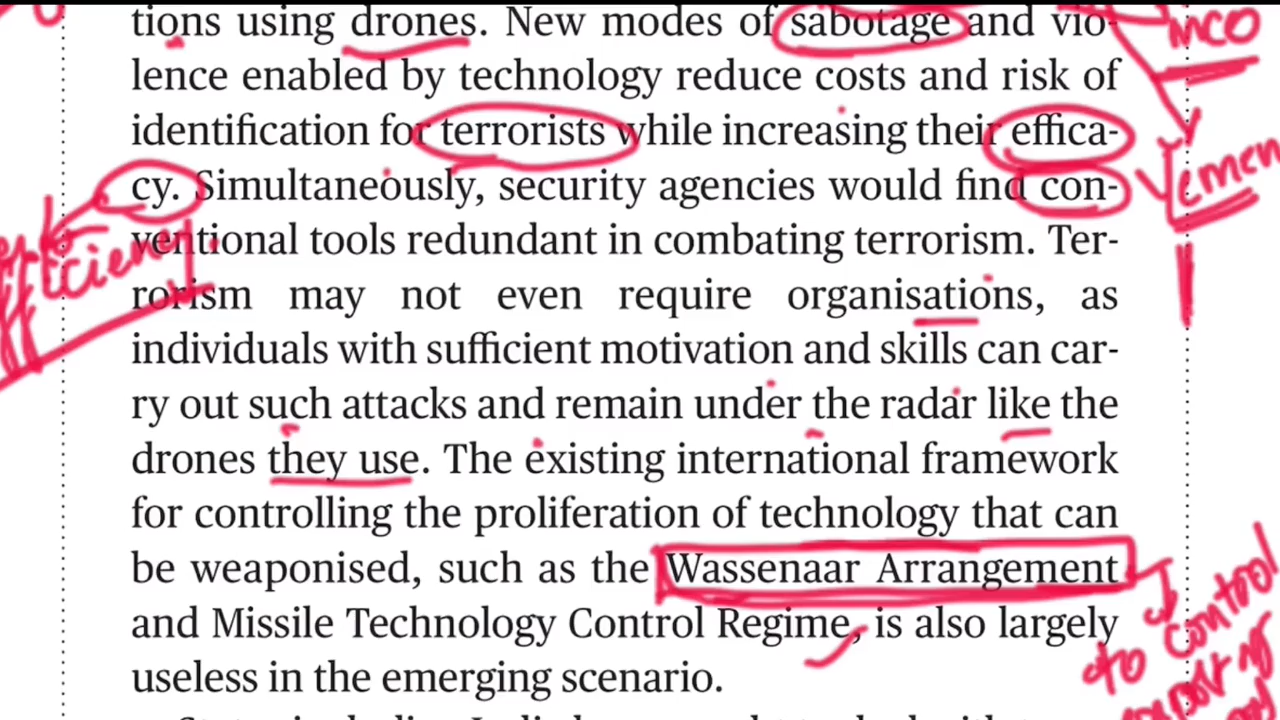 tions using drones. New modes of sabotage and vio-
lence enabled by technology reduce costs and risk of
identification for terrorists while increasing their effica-
cy. Simultaneously, security agencies would find con-
ventional tools redundant in combating terrorism. Ter-
rorism may not even require organisations, as
individuals with sufficient motivation and skills can car-
ry out such attacks and remain under the radar like the
drones they use. The existing international framework
for controlling the proliferation of technology that can
be weaponised, such as the Wassenaar Arrangement
and Missile Technology Control Regime, is also largely
useless in the emerging scenario.
MCO
Yemen
efficient
to control